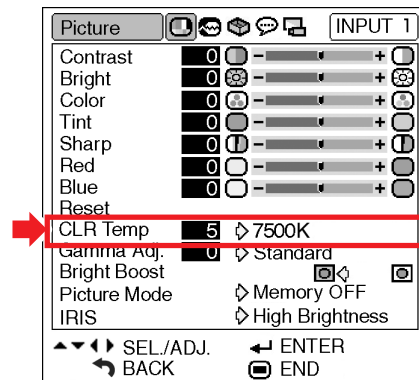 Picture INPUT 1
Contrast 0 - +
Bright 0 - +
Color 0 - +
Tint 0 - +
Sharp 0 - +
Red 0 - +
Blue 0 - +
Reset
CLR Temp 5 7500K
Gamma Adj. 0 Standard
Bright Boost
Picture Mode Memory OFF
IRIS High Brightness
SEL./ADJ. ENTER
BACK END